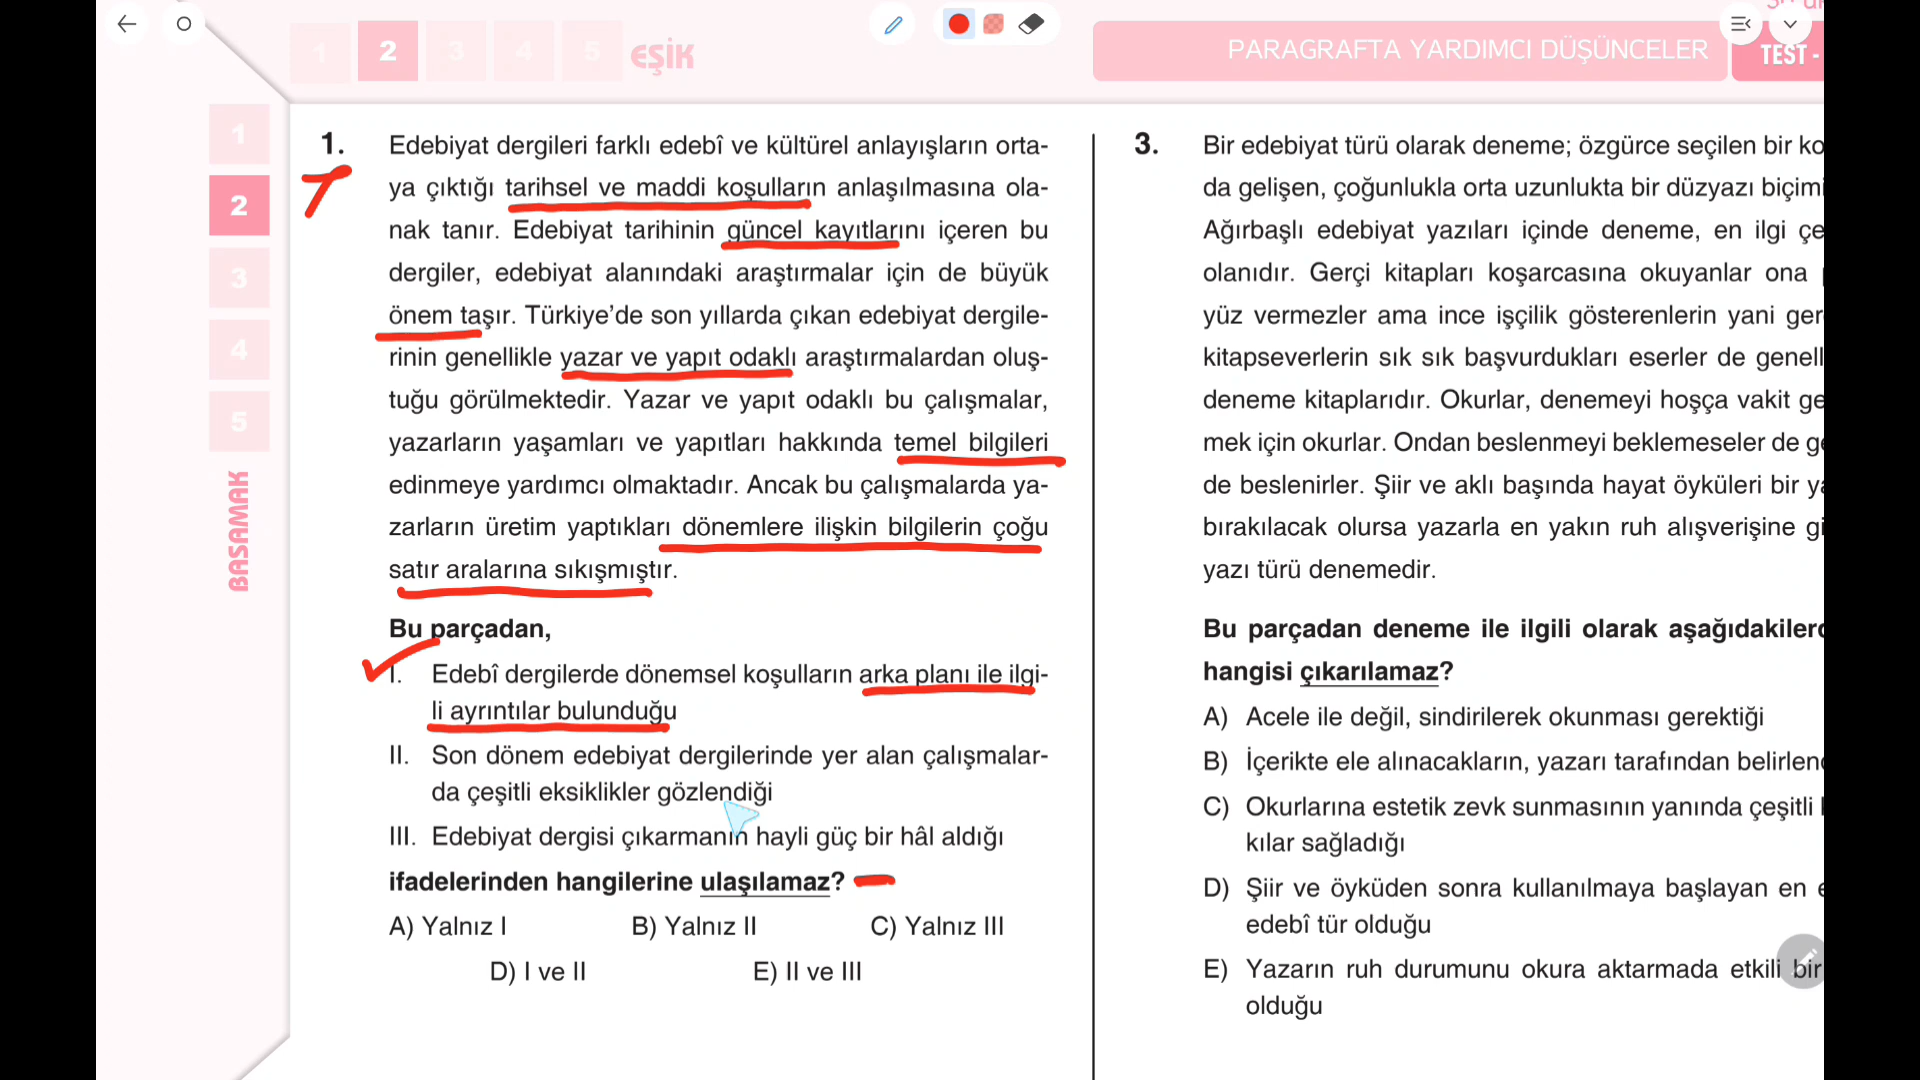 1 2 3 4 5 EŞİK
PARAGRAFTA YARDIMCI DÜŞÜNCELER
TEST -
1
2
3
4
5
BASAMAK
1. Edebiyat dergileri farklı edebî ve kültürel anlayışların orta-
ya çıktığı tarihsel ve maddi koşulların anlaşılmasına ola-
nak tanır. Edebiyat tarihinin güncel kayıtlarını içeren bu
dergiler, edebiyat alanındaki araştırmalar için de büyük
önem taşır. Türkiye’de son yıllarda çıkan edebiyat dergile-
rinin genellikle yazar ve yapıt odaklı araştırmalardan oluş-
tuğu görülmektedir. Yazar ve yapıt odaklı bu çalışmalar,
yazarların yaşamları ve yapıtları hakkında temel bilgileri
edinmeye yardımcı olmaktadır. Ancak bu çalışmalarda ya-
zarların üretim yaptıkları dönemlere ilişkin bilgilerin çoğu
satır aralarına sıkışmıştır.
Bu parçadan,
I. Edebî dergilerde dönemsel koşulların arka planı ile ilgi-
li ayrıntılar bulunduğu
II. Son dönem edebiyat dergilerinde yer alan çalışmalar-
da çeşitli eksiklikler gözlendiği
III. Edebiyat dergisi çıkarmanın hayli güç bir hâl aldığı
ifadelerinden hangilerine ulaşılamaz?
A) Yalnız I B) Yalnız II C) Yalnız III
D) I ve II E) II ve III
3. Bir edebiyat türü olarak deneme; özgürce seçilen bir ko
da gelişen, çoğunlukla orta uzunlukta bir düzyazı biçimi
Ağırbaşlı edebiyat yazıları içinde deneme, en ilgi çe
olanıdır. Gerçi kitapları koşarcasına okuyanlar ona
yüz vermezler ama ince işçilik gösterenlerin yani ger
kitapseverlerin sık sık başvurdukları eserler de genell
deneme kitaplarıdır. Okurlar, denemeyi hoşça vakit ge
mek için okurlar. Ondan beslenmeyi beklemeseler de ge
de beslenirler. Şiir ve aklı başında hayat öyküleri bir ya
bırakılacak olursa yazarla en yakın ruh alışverişine gi
yazı türü denemedir.
Bu parçadan deneme ile ilgili olarak aşağıdakilerd
hangisi çıkarılamaz?
A) Acele ile değil, sindirilerek okunması gerektiği
B) İçerikte ele alınacakların, yazarı tarafından belirlend
C) Okurlarına estetik zevk sunmasının yanında çeşitli
kılar sağladığı
D) Şiir ve öyküden sonra kullanılmaya başlayan en e
edebî tür olduğu
E) Yazarın ruh durumunu okura aktarmada etkili bir
olduğu